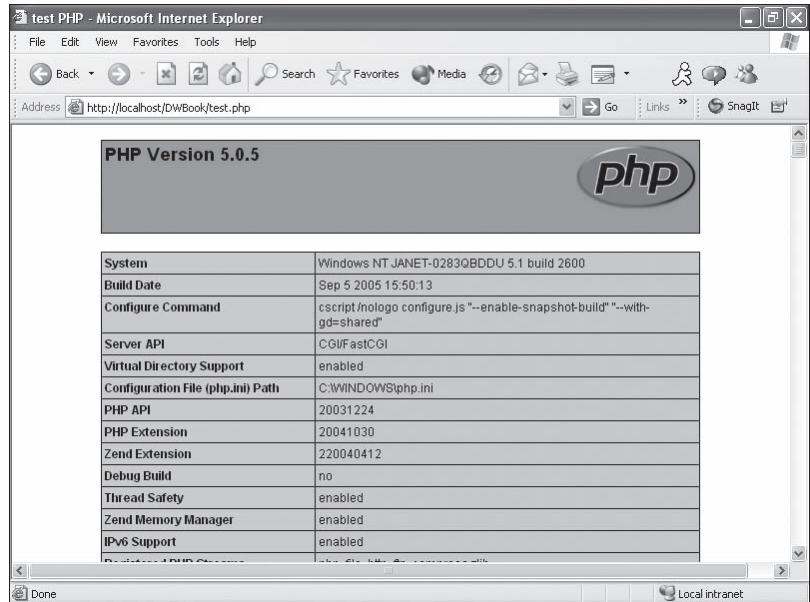 test PHP - Microsoft Internet Explorer
File Edit View Favorites Tools Help
Back Search Favorites Media
Address http://localhost/DWBook/test.php Go Links » SnagIt
PHP Version 5.0.5
php
System Windows NT JANET-0283QBDDU 5.1 build 2600
Build Date Sep 5 2005 15:50:13
Configure Command cscript /nologo configure.js "--enable-snapshot-build" "--with-
gd=shared"
Server API CGI/FastCGI
Virtual Directory Support enabled
Configuration File (php.ini) Path C:\WINDOWS\php.ini
PHP API 20031224
PHP Extension 20041030
Zend Extension 220040412
Debug Build no
Thread Safety enabled
Zend Memory Manager enabled
IPv6 Support enabled
Registered PHP Streams
Done Local intranet